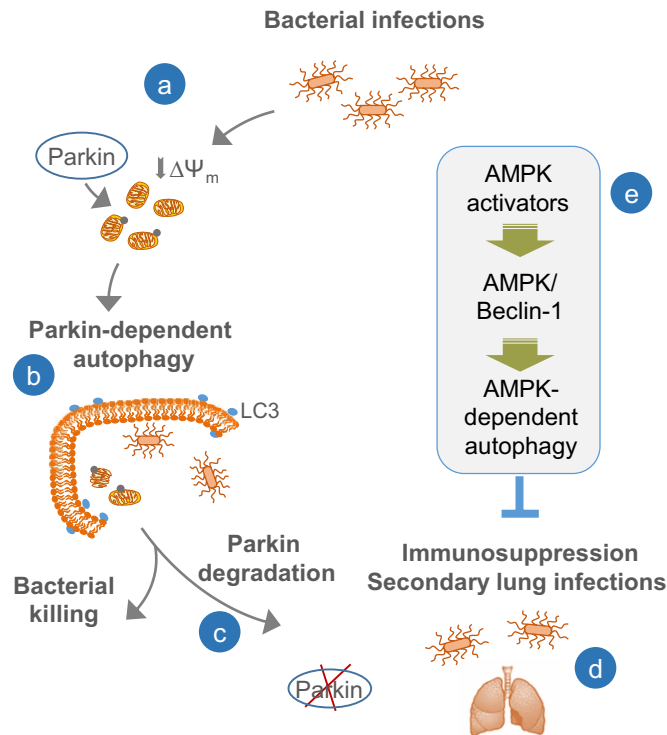 Bacterial infections
a
Parkin
ΔΨm
Parkin-dependent
autophagy
b
LC3
Bacterial
killing
Parkin
degradation
c
Parkin
AMPK
activators
e
AMPK/
Beclin-1
AMPK-
dependent
autophagy
Immunosuppression
Secondary lung infections
d